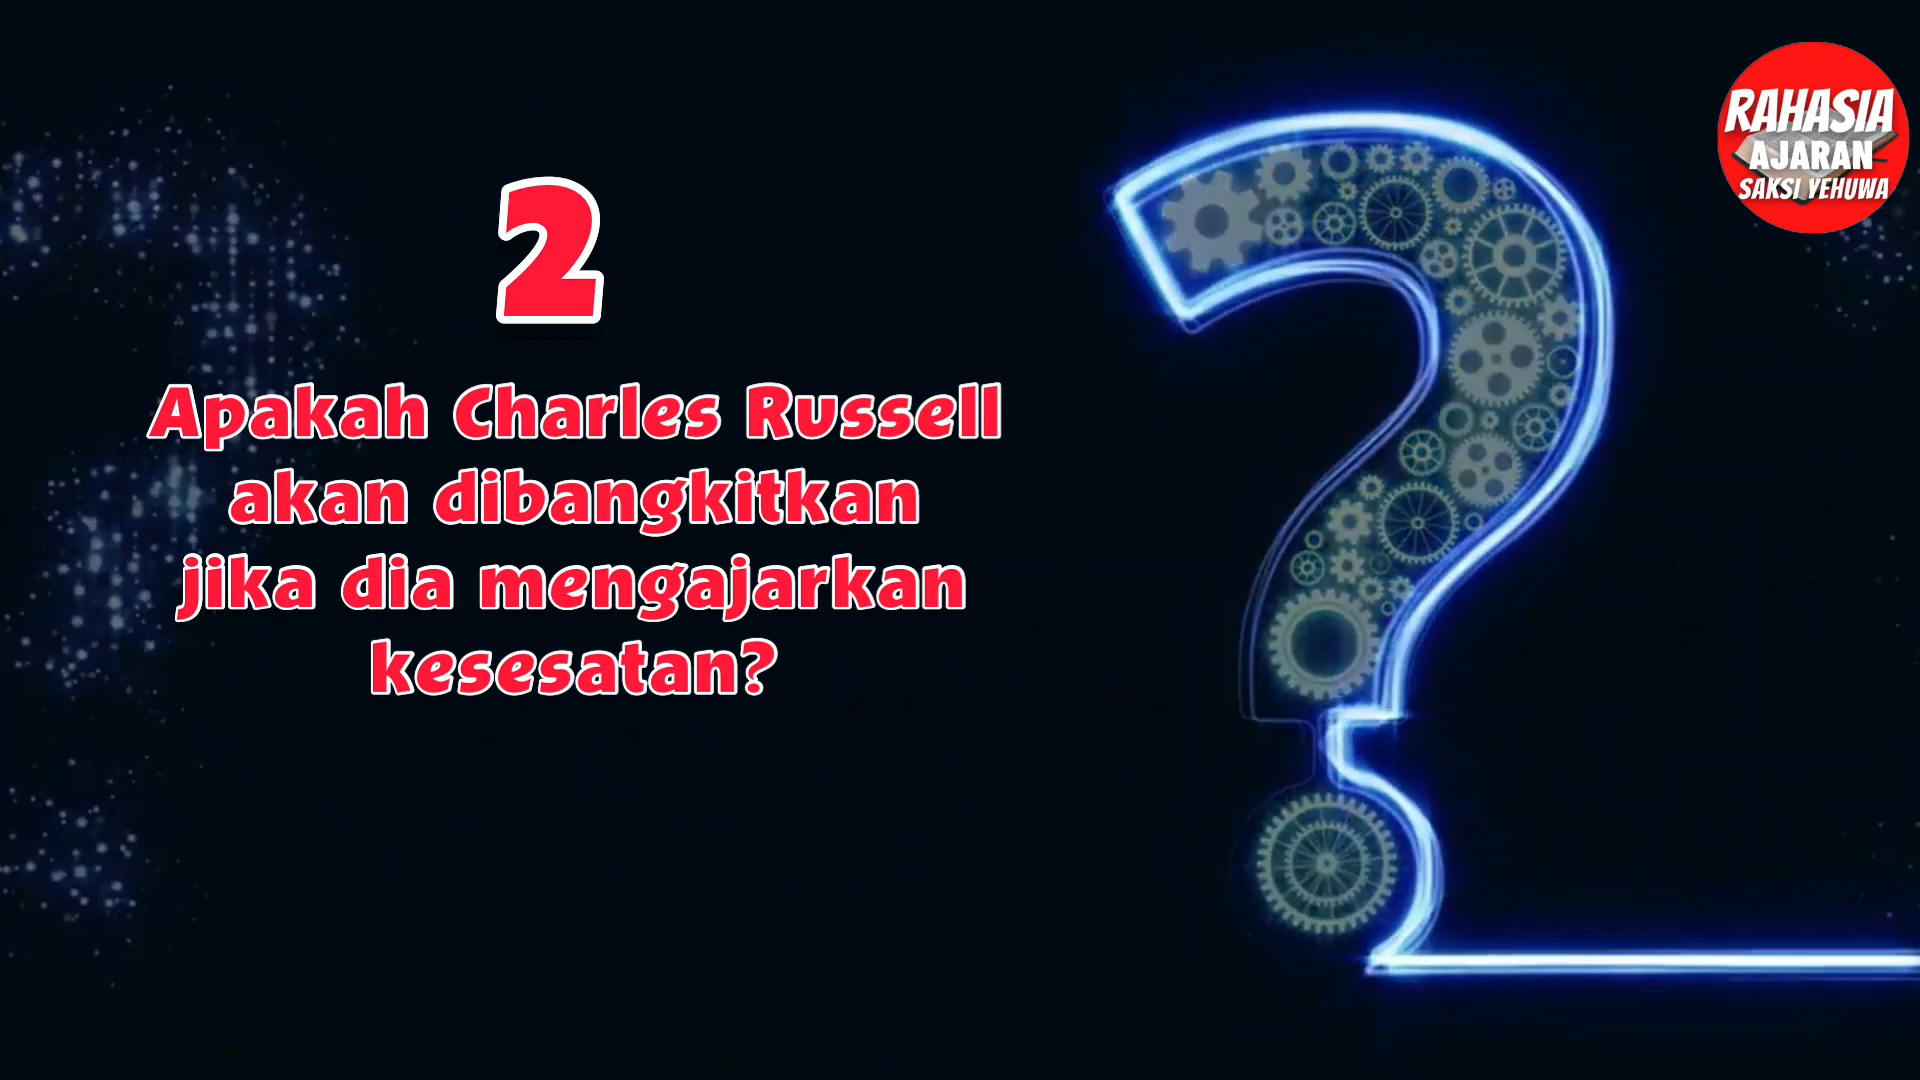 2
Apakah Charles Russell
akan dibangkitkan
jika dia mengajarkan
kesesatan?
RAHASIA
AJARAN
SAKSI YEHUWA